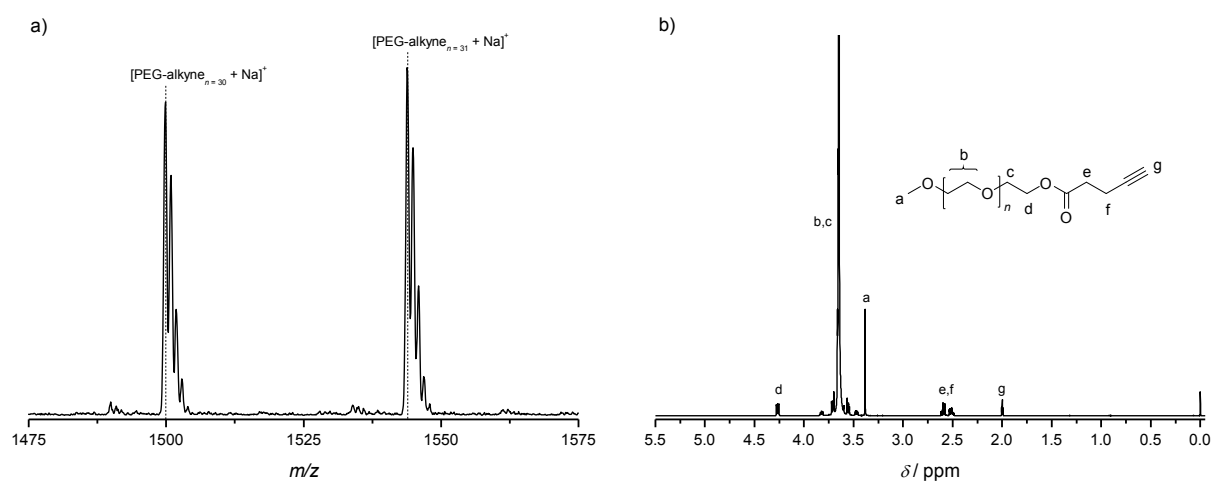 a)
[PEG-alkyne n = 30 + Na]+
[PEG-alkyne n = 31 + Na]+
1475 1500 1525 1550 1575
m/z
b)
b
a
O
O
n
c
d
O
O
e
f
g
b,c
a
d
e,f
g
5.5 5.0 4.5 4.0 3.5 3.0 2.5 2.0 1.5 1.0 0.5 0.0
δ / ppm